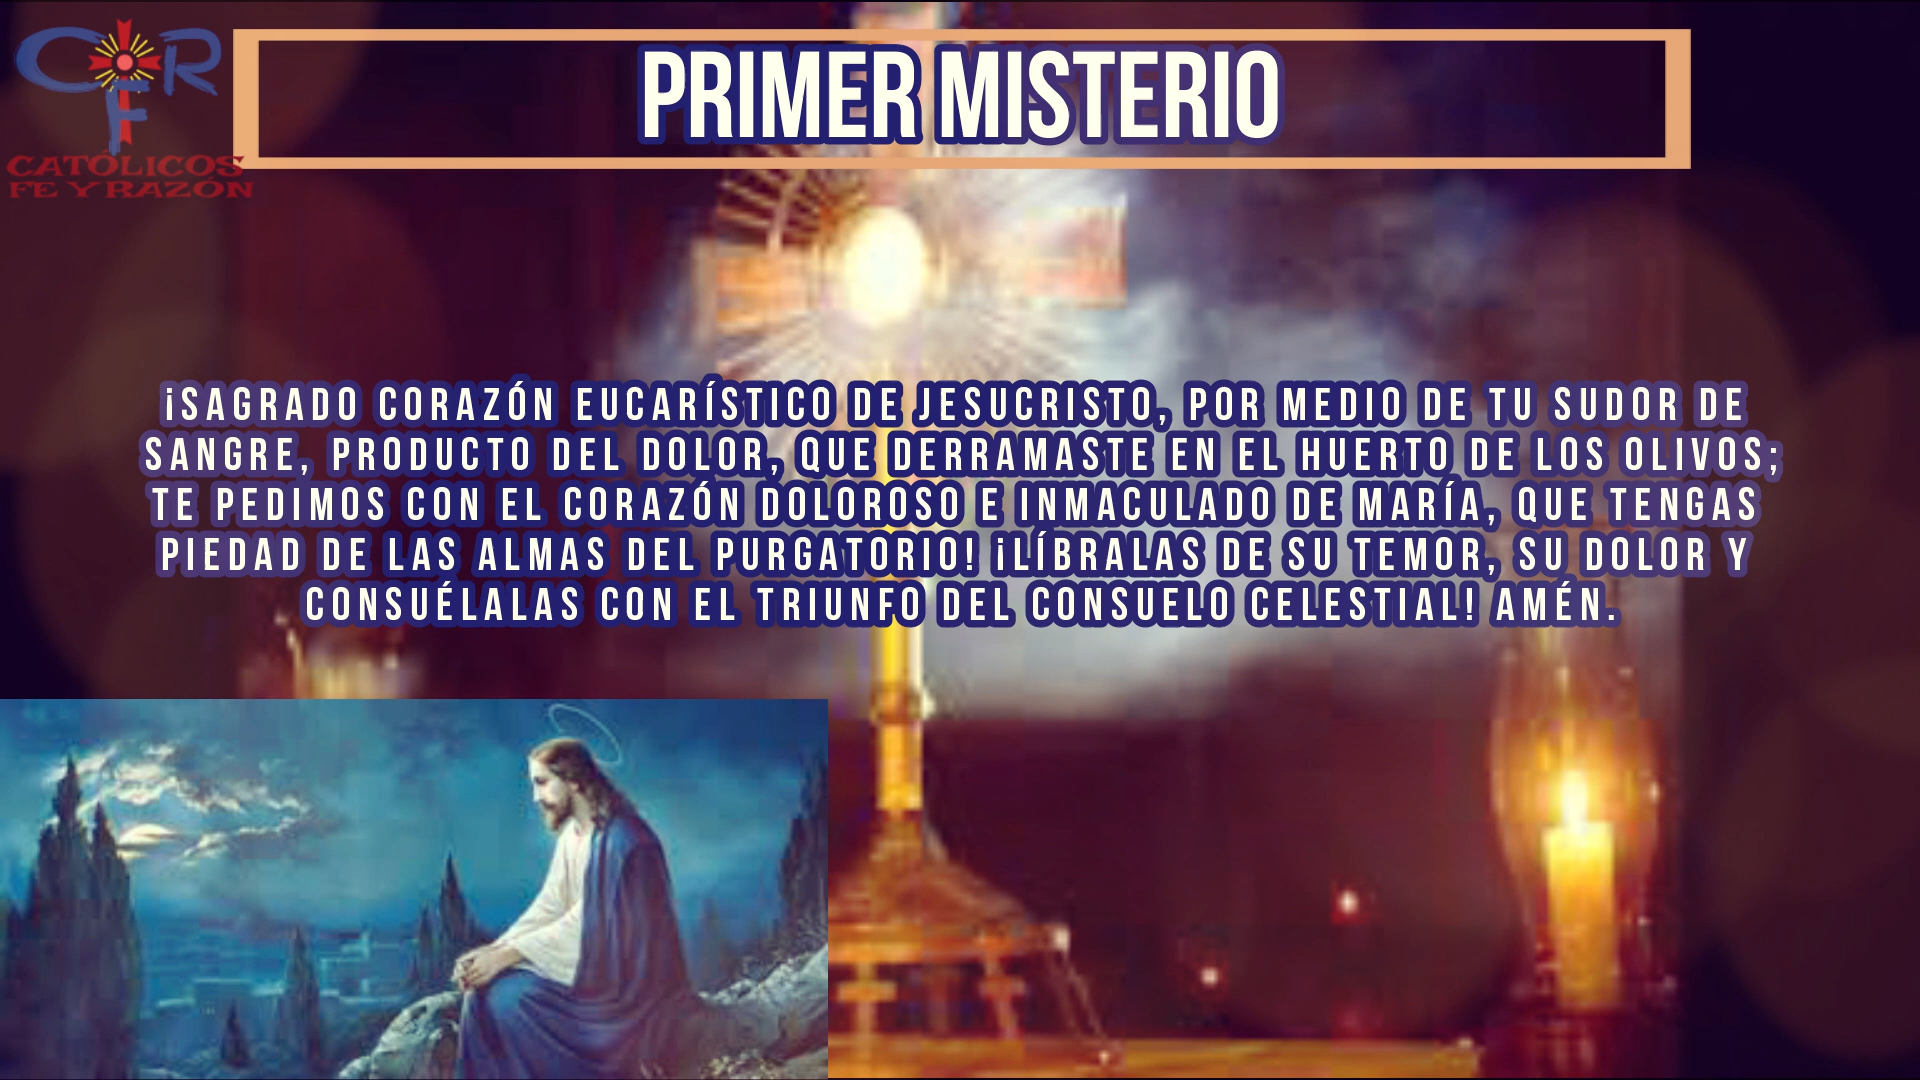 CFR
CATÓLICOS
FE Y RAZÓN
PRIMER MISTERIO
¡SAGRADO CORAZÓN EUCARÍSTICO DE JESUCRISTO, POR MEDIO DE TU SUDOR DE
SANGRE, PRODUCTO DEL DOLOR, QUE DERRAMASTE EN EL HUERTO DE LOS OLIVOS;
TE PEDIMOS CON EL CORAZÓN DOLOROSO E INMACULADO DE MARÍA, QUE TENGAS
PIEDAD DE LAS ALMAS DEL PURGATORIO! ¡LÍBRALAS DE SU TEMOR, SU DOLOR Y
CONSUÉLALAS CON EL TRIUNFO DEL CONSUELO CELESTIAL! AMÉN.